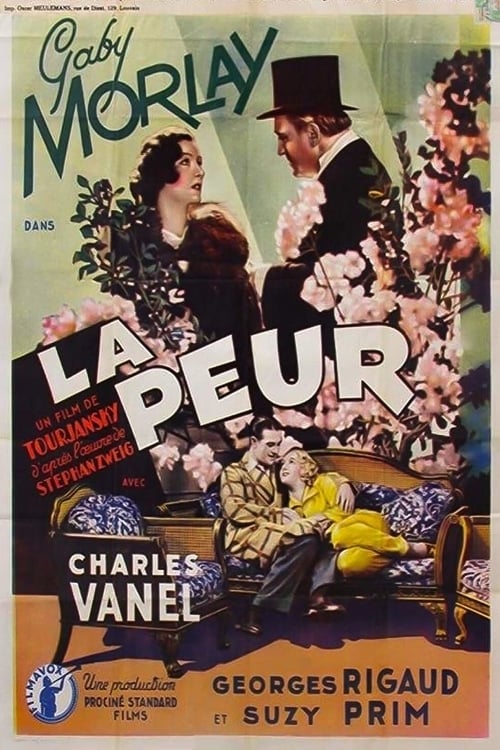 Imp. Oscar MEULEMANS, rue de Diest, 129, Louvain
Gaby
MORLAY
DANS
LA
PEUR
UN FILM DE
TOURJANSKY
d'après l'œuvre de
STEPHAN ZWEIG
AVEC
CHARLES
VANEL
FILMAVOX
Une production
PROCINÉ STANDARD
FILMS
GEORGES RIGAUD
ET SUZY PRIM